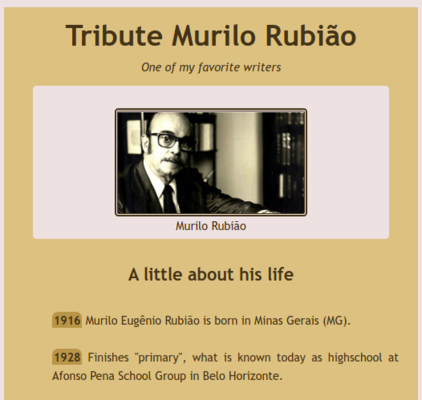 Tribute Murilo Rubião
One of my favorite writers
Murilo Rubião
A little about his life
1916 Murilo Eugênio Rubião is born in Minas Gerais (MG).
1928 Finishes "primary", what is known today as highschool at
Afonso Pena School Group in Belo Horizonte.